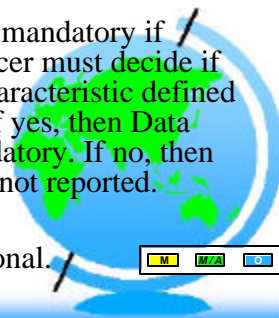 mandatory if
cer must decide if
aracteristic defined
f yes, then Data
datory. If no, then
not reported.
onal.
M M/A O